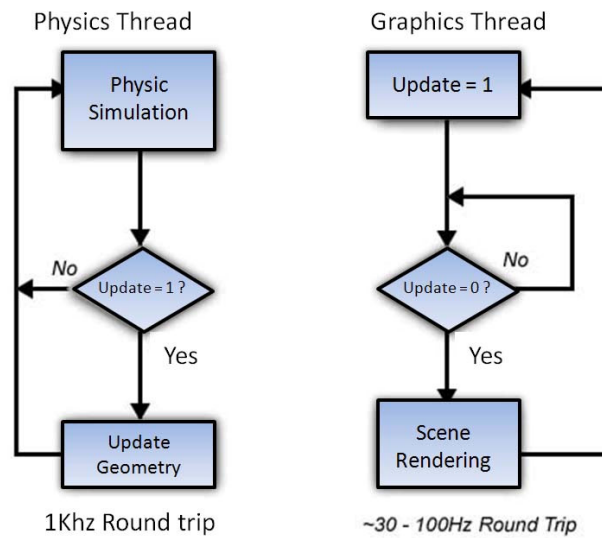 Physics Thread
Physic
Simulation
No
Update = 1 ?
Yes
Update
Geometry
1Khz Round trip
Graphics Thread
Update = 1
No
Update = 0 ?
Yes
Scene
Rendering
~30 - 100Hz Round Trip